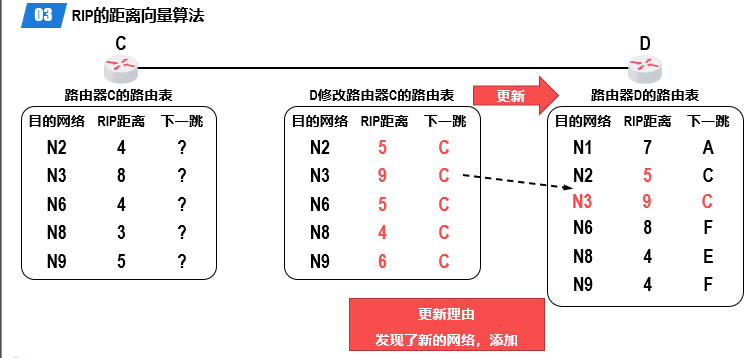 03 RIP的距离向量算法
C D
路由器C的路由表
目的网络 RIP距离 下一跳
N2 4 ?
N3 8 ?
N6 4 ?
N8 3 ?
N9 5 ?
D修改路由器C的路由表
目的网络 RIP距离 下一跳
N2 5 C
N3 9 C
N6 5 C
N8 4 C
N9 6 C
更新
路由器D的路由表
目的网络 RIP距离 下一跳
N1 7 A
N2 5 C
N3 9 C
N6 8 F
N8 4 E
N9 4 F
更新理由
发现了新的网络，添加